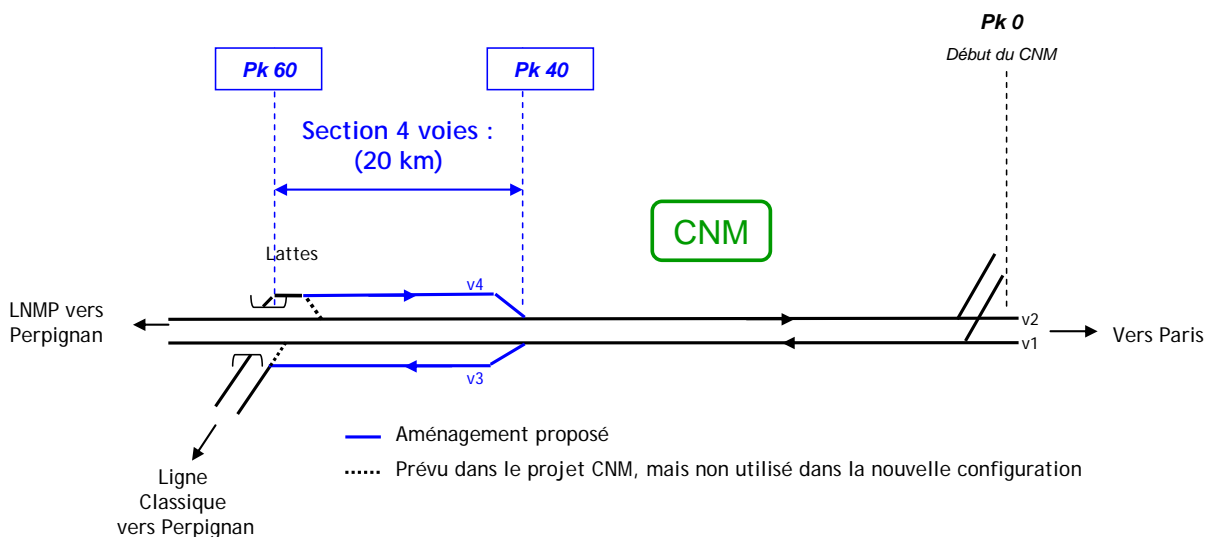 Pk 0
Début du CNM
Pk 60
Pk 40
Section 4 voies :
(20 km)
CNM
Lattes
v4
LNMP vers
Perpignan
v2
v1
Vers Paris
v3
Aménagement proposé
Prévu dans le projet CNM, mais non utilisé dans la nouvelle configuration
Ligne
Classique
vers Perpignan